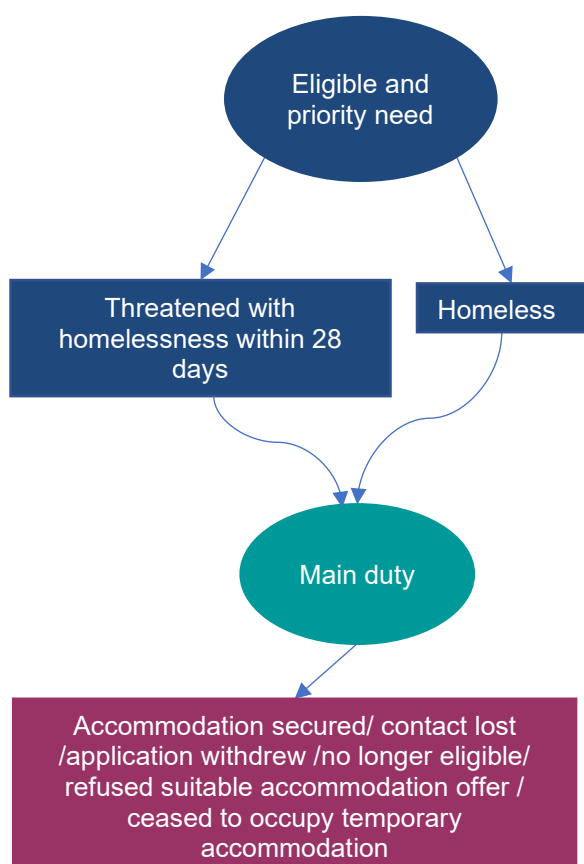 Eligible and
priority need
Threatened with
homelessness within 28
days
Homeless
Main duty
Accommodation secured/ contact lost
/application withdrew /no longer eligible/
refused suitable accommodation offer /
ceased to occupy temporary
accommodation